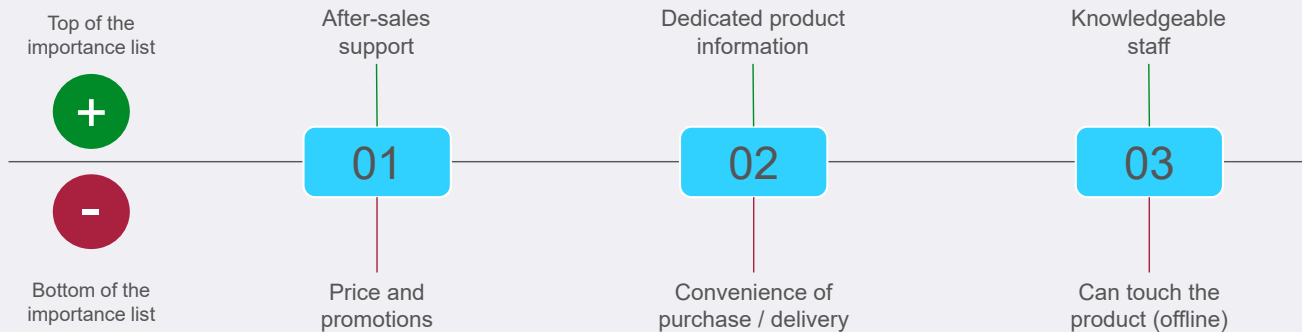 Top of the
importance list
+
-
Bottom of the
importance list
After-sales
support
01
Price and
promotions
Dedicated product
information
02
Convenience of
purchase / delivery
Knowledgeable
staff
03
Can touch the
product (offline)